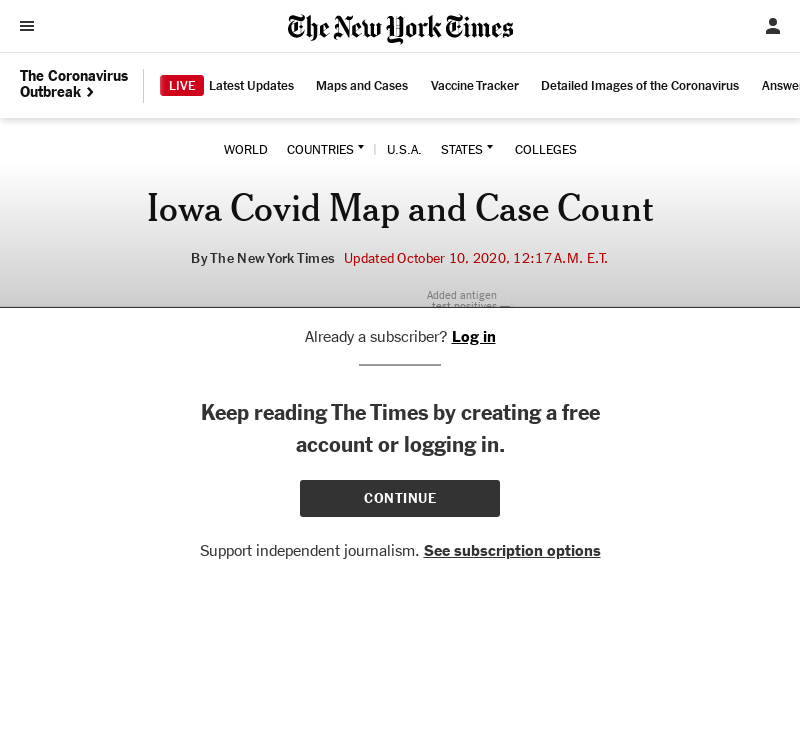 The New York Times
The Coronavirus
Outbreak
LIVE Latest Updates Maps and Cases Vaccine Tracker Detailed Images of the Coronavirus Answe
WORLD COUNTRIES | U.S.A. STATES COLLEGES
Iowa Covid Map and Case Count
By The New York Times Updated October 10, 2020, 12:17 A.M. E.T.
Added antigen
test positives —
Already a subscriber? Log in
Keep reading The Times by creating a free
account or logging in.
CONTINUE
Support independent journalism. See subscription options